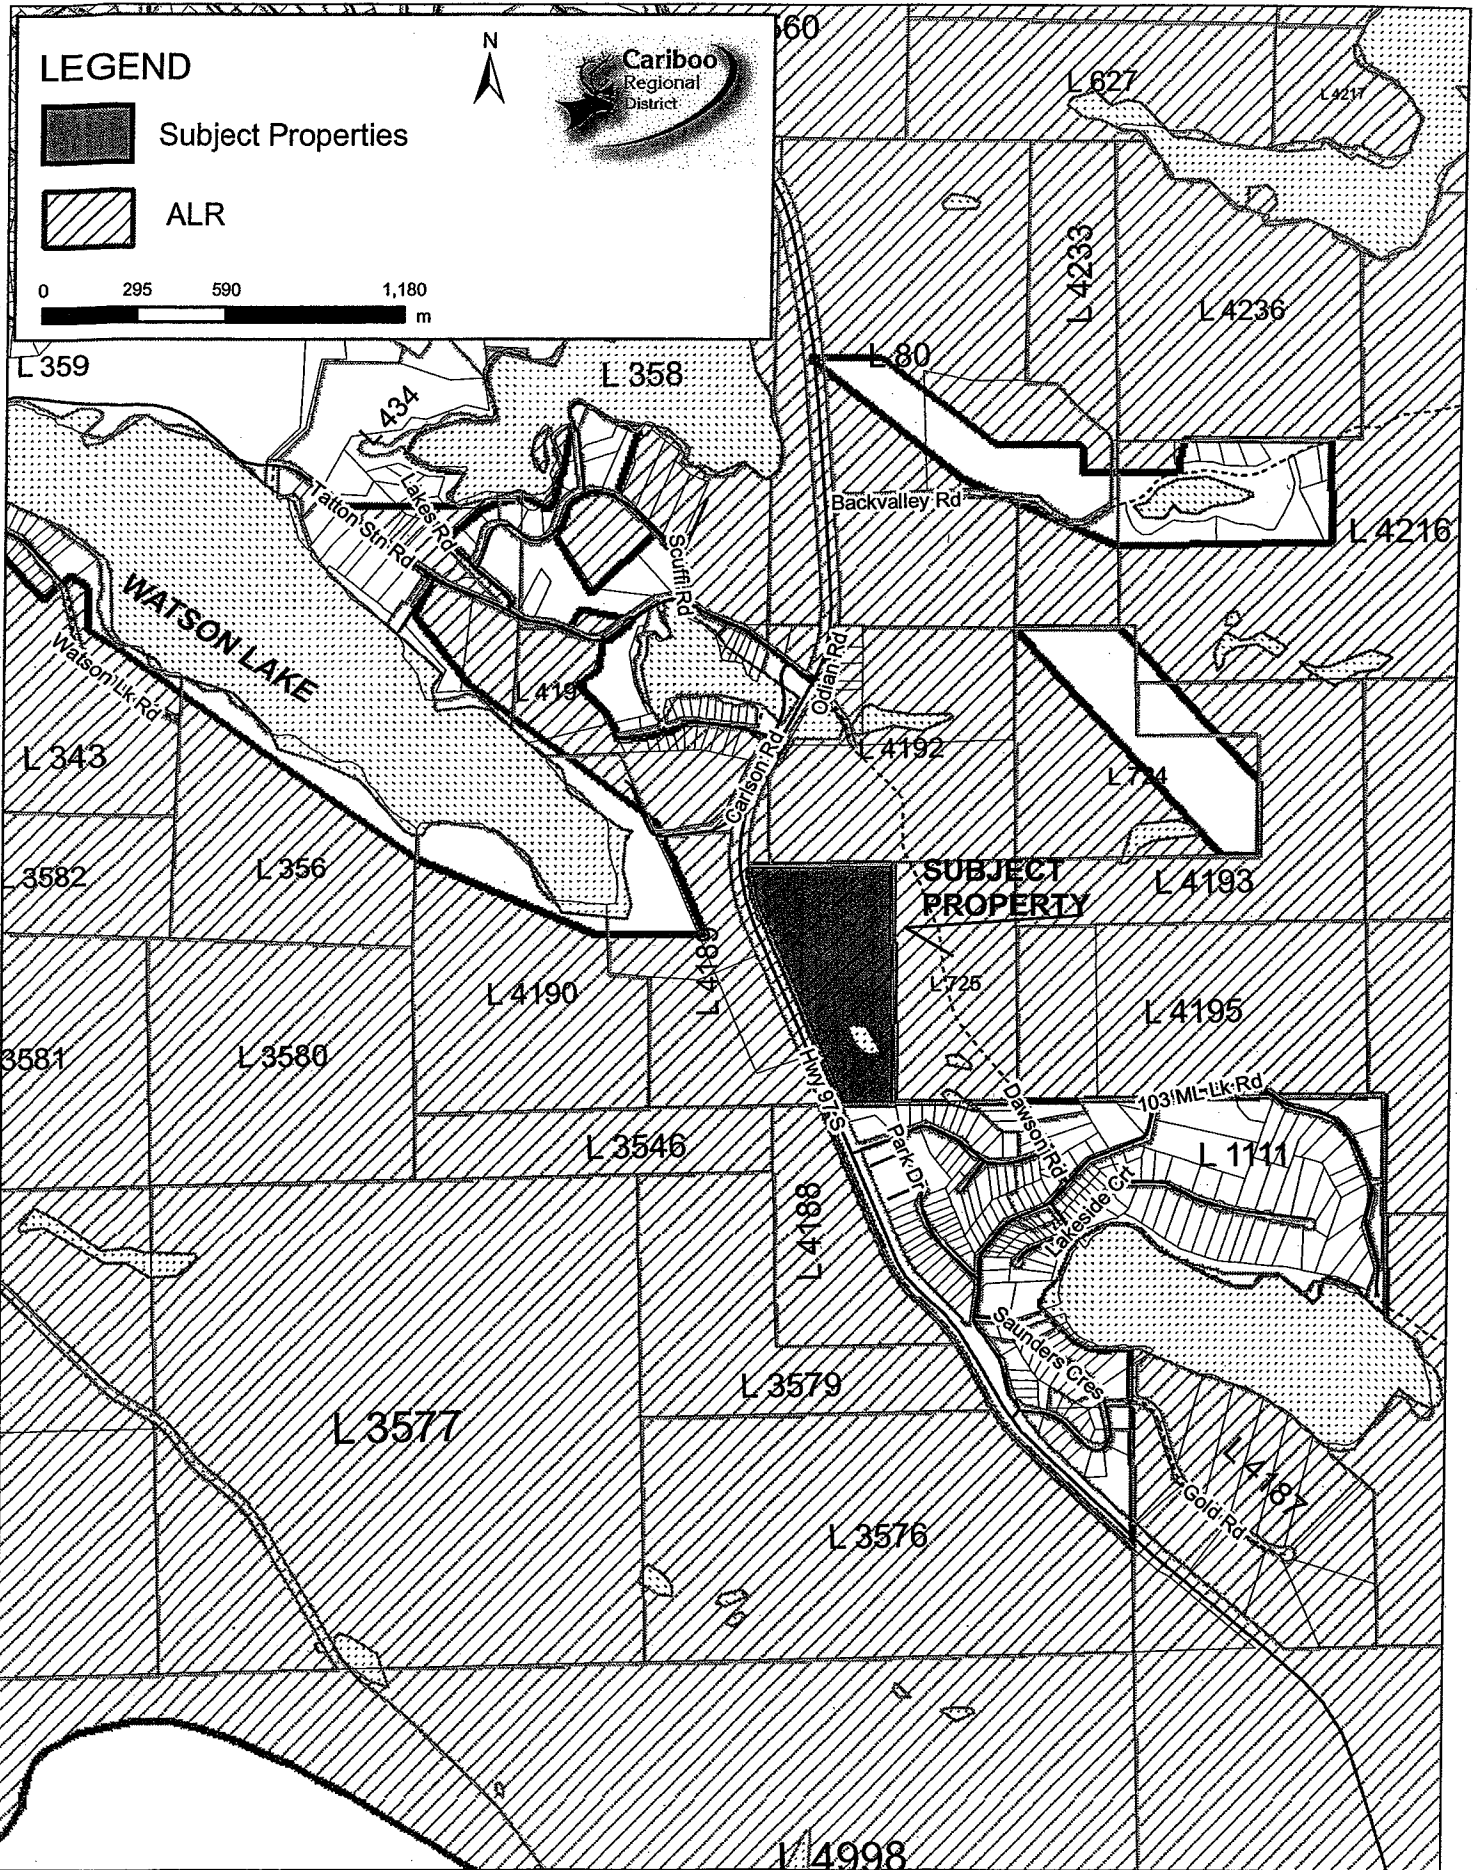 LEGEND
N
Cariboo
Regional
District
Subject Properties
ALR
0 295 590 1,180
m
L 627
L 4217
L 4233
L 4236
L 359
L 358
L 80
L 434
Lakes Rd
Tatton Stn Rd
Scuffi Rd
Backvalley Rd
L 4216
WATSON LAKE
Watson Lk Rd
L 419
Odian Rd
L 343
L 4192
Carlson Rd
L 724
L 3582
L 356
SUBJECT
PROPERTY
L 4193
L 4190
L 725
L 4195
3581
L 3580
Hwy 97 S
Dawson Rd
103 Ml Lk Rd
L 3546
Park Dr
L 1111
L 4188
Lakeside Crt
Saunders Cres
L 3579
L 3577
L 4187
Gold Rd
L 3576
L 4998